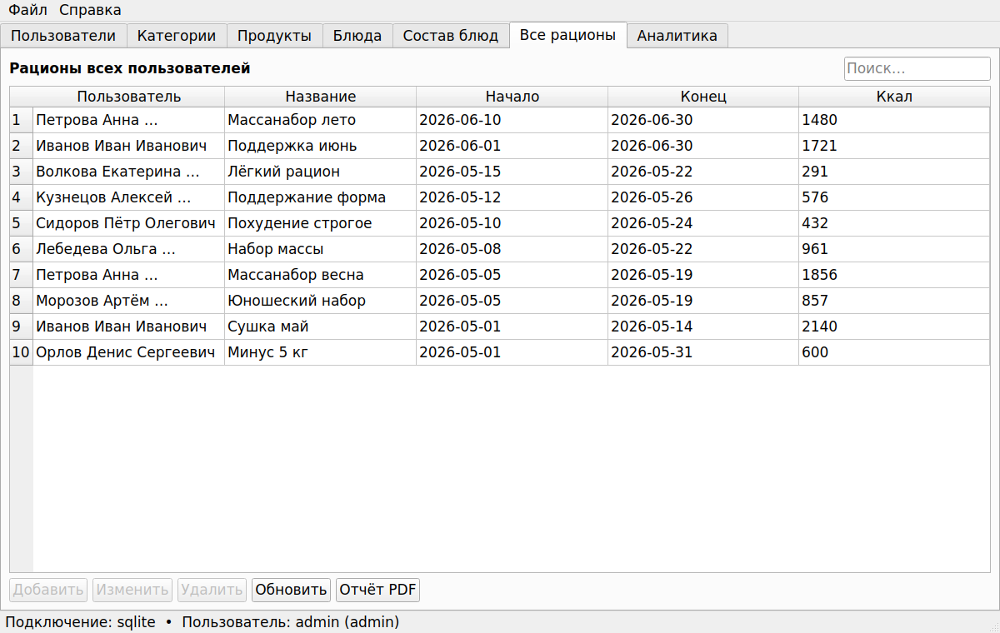 Файл Справка
Пользователи Категории Продукты Блюда Состав блюд Все рационы Аналитика
Рационы всех пользователей Поиск...
Пользователь Название Начало Конец Ккал
1 Петрова Анна ... Массанабор лето 2026-06-10 2026-06-30 1480
2 Иванов Иван Иванович Поддержка июнь 2026-06-01 2026-06-30 1721
3 Волкова Екатерина ... Лёгкий рацион 2026-05-15 2026-05-22 291
4 Кузнецов Алексей ... Поддержание форма 2026-05-12 2026-05-26 576
5 Сидоров Пётр Олегович Похудение строгое 2026-05-10 2026-05-24 432
6 Лебедева Ольга ... Набор массы 2026-05-08 2026-05-22 961
7 Петрова Анна ... Массанабор весна 2026-05-05 2026-05-19 1856
8 Морозов Артём ... Юношеский набор 2026-05-05 2026-05-19 857
9 Иванов Иван Иванович Сушка май 2026-05-01 2026-05-14 2140
10 Орлов Денис Сергеевич Минус 5 кг 2026-05-01 2026-05-31 600
Добавить Изменить Удалить Обновить Отчёт PDF
Подключение: sqlite • Пользователь: admin (admin)